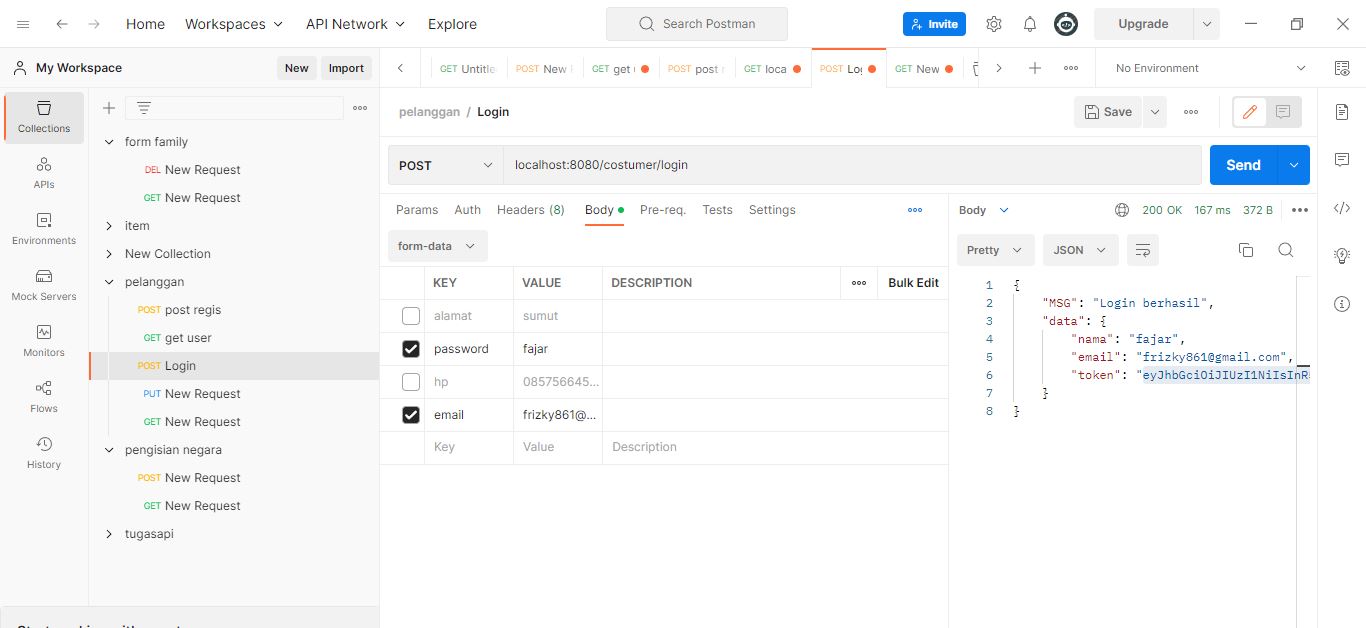 Home Workspaces API Network Explore Search Postman Invite Upgrade
My Workspace New Import GET Untitle POST New GET get POST post GET loca POST Log GET New No Environment
pelanggan / Login Save
Collections
APIs
Environments
Mock Servers
Monitors
Flows
History
form family
DEL New Request
GET New Request
item
New Collection
pelanggan
POST post regis
GET get user
POST Login
PUT New Request
GET New Request
pengisian negara
POST New Request
GET New Request
tugasapi
POST localhost:8080/costumer/login Send
Params Auth Headers (8) Body Pre-req. Tests Settings
form-data
KEY VALUE DESCRIPTION Bulk Edit
alamat sumut
password fajar
hp 085756645...
email frizky861@...
Key Value Description
Body 200 OK 167 ms 372 B
Pretty JSON
1 {
2 "MSG": "Login berhasil",
3 "data": {
4 "nama": "fajar",
5 "email": "frizky861@gmail.com",
6 "token": "eyJhbGciOiJIUzI1NiIsInR
7 }
8 }